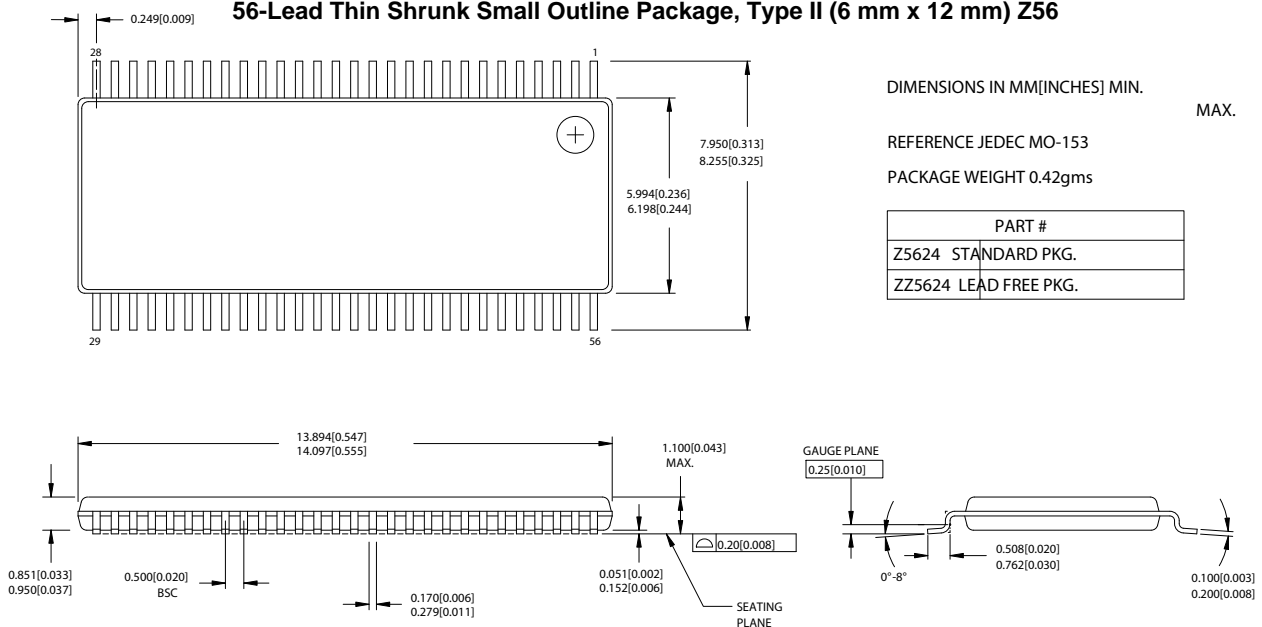 56-Lead Thin Shrunk Small Outline Package, Type II (6 mm x 12 mm) Z56
0.249[0.009]
28
1
7.950[0.313]
8.255[0.325]
5.994[0.236]
6.198[0.244]
29
56
DIMENSIONS IN MM[INCHES] MIN.
MAX.
REFERENCE JEDEC MO-153
PACKAGE WEIGHT 0.42gms
PART #
Z5624 STANDARD PKG.
ZZ5624 LEAD FREE PKG.
13.894[0.547]
14.097[0.555]
1.100[0.043]
MAX.
GAUGE PLANE
0.25[0.010]
0.20[0.008]
0.851[0.033]
0.950[0.037]
0.500[0.020]
BSC
0.170[0.006]
0.279[0.011]
0.051[0.002]
0.152[0.006]
SEATING
PLANE
0°-8°
0.508[0.020]
0.762[0.030]
0.100[0.003]
0.200[0.008]